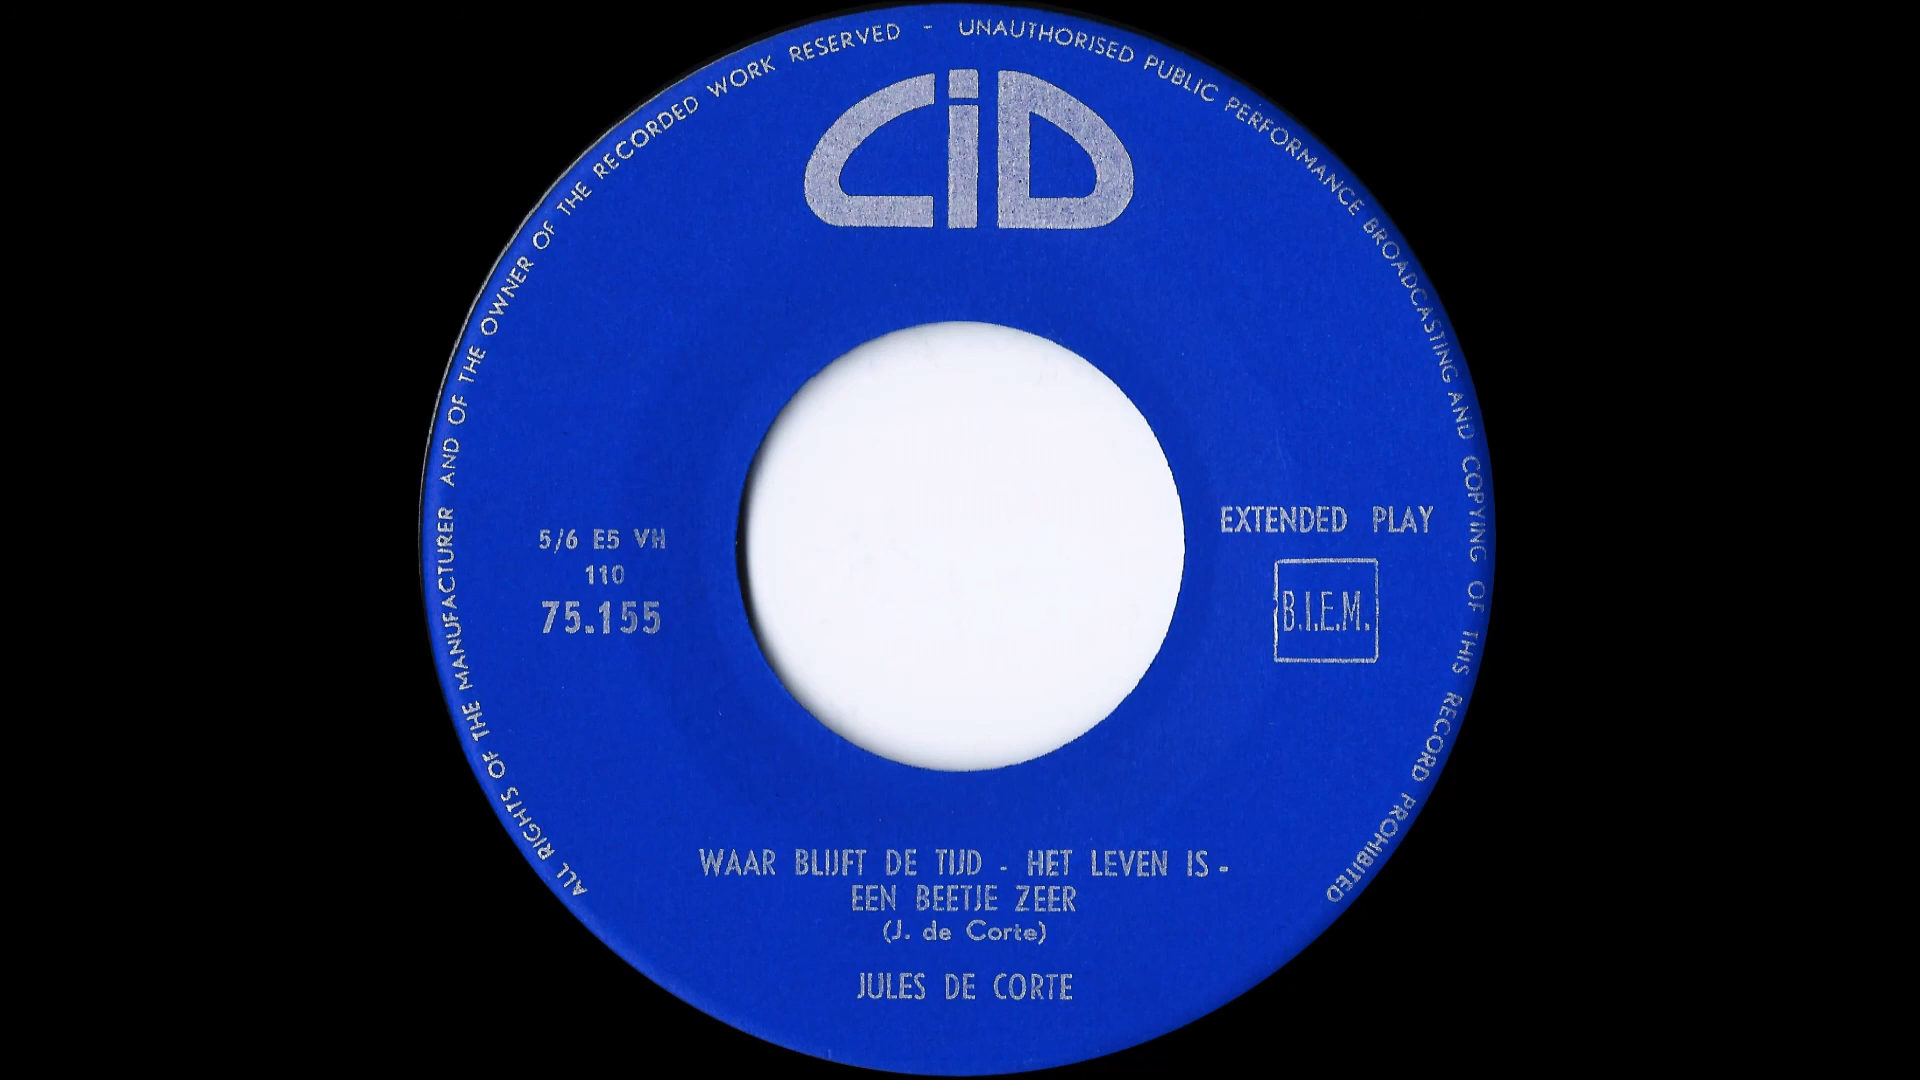 ALL RIGHTS OF THE MANUFACTURER AND OF THE OWNER OF THE RECORDED WORK RESERVED - UNAUTHORISED PUBLIC PERFORMANCE BROADCASTING AND COPYING OF THIS RECORD PROHIBITED
CID
EXTENDED PLAY
B.I.E.M.
5/6 E5 VH
110
75.155
WAAR BLIJFT DE TIJD - HET LEVEN IS -
EEN BEETJE ZEER
(J. de Corte)
JULES DE CORTE